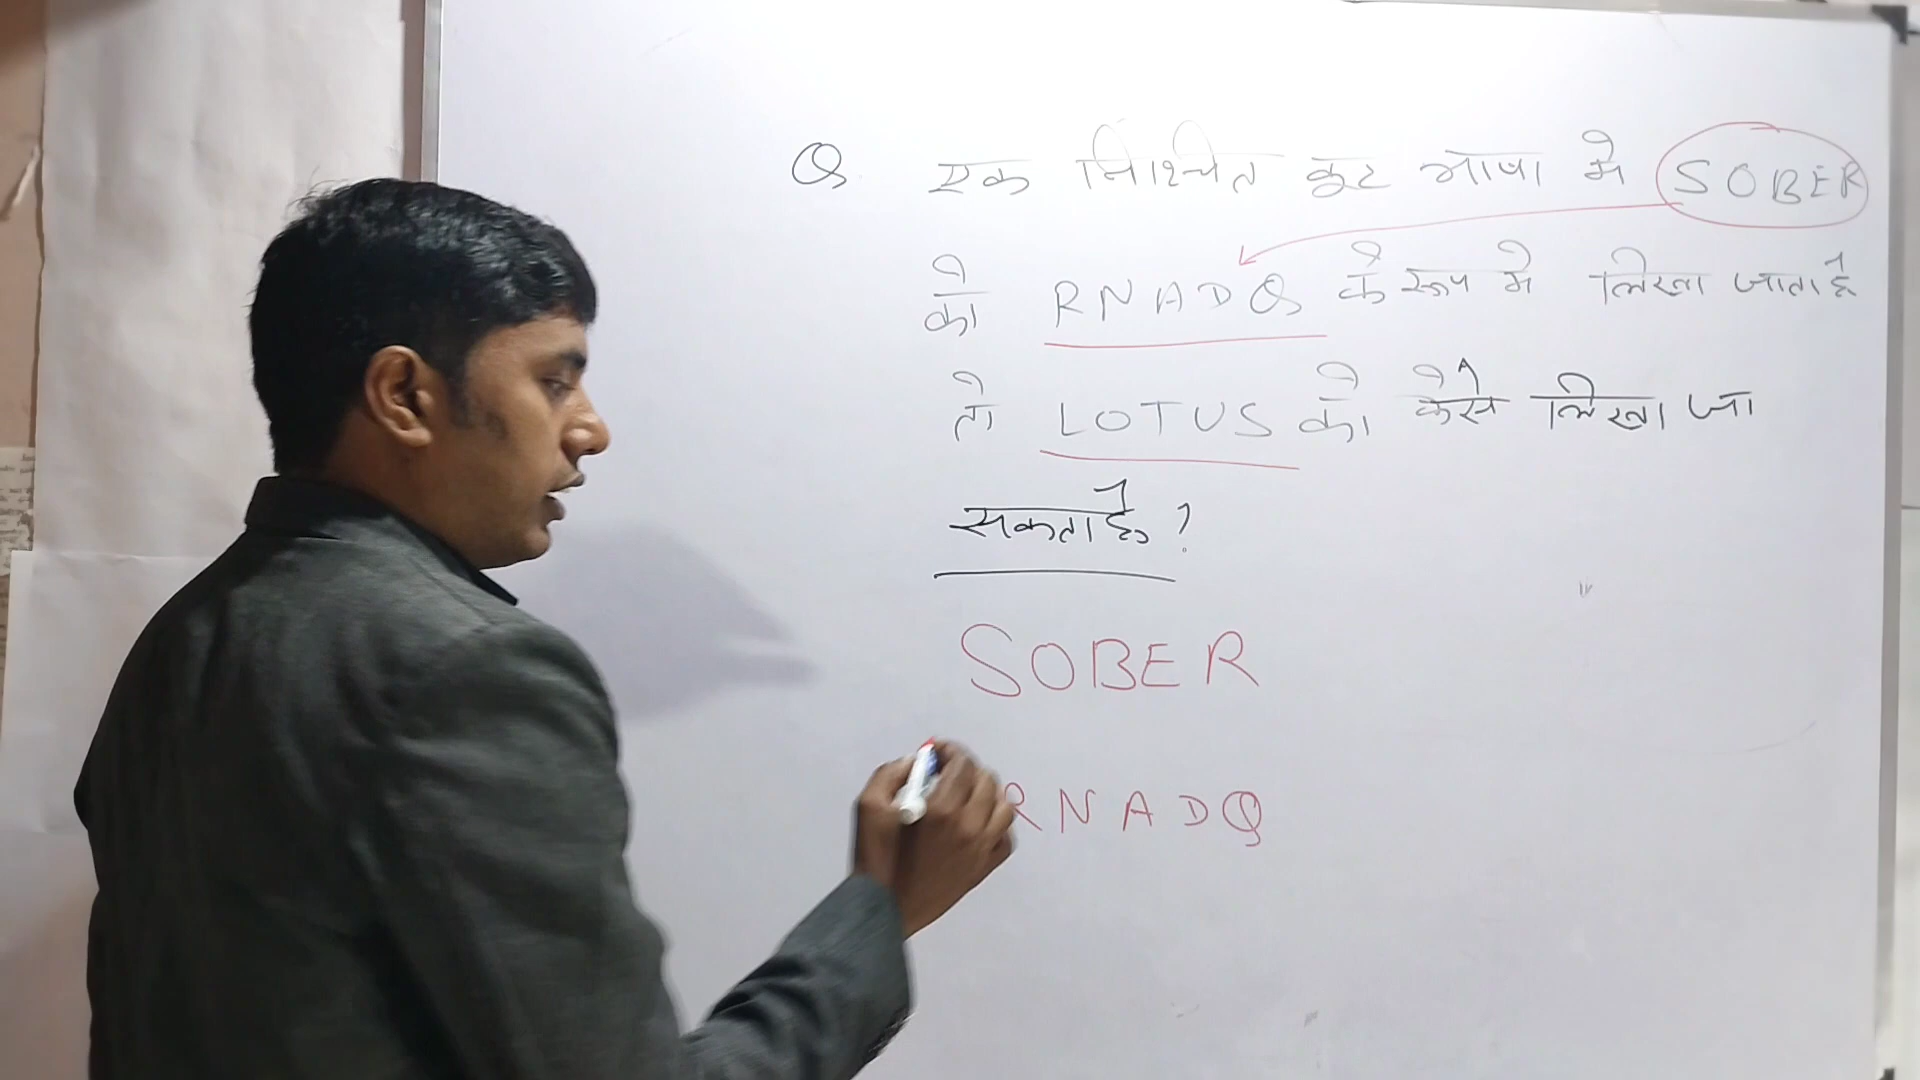 Q एक निश्चित कूट भाषा मे SOBER
को RNADQ के रूप मे लिखा जाता है
तो LOTUS को कैसे लिखा जा
सकता है ?
SOBER
RNADQ